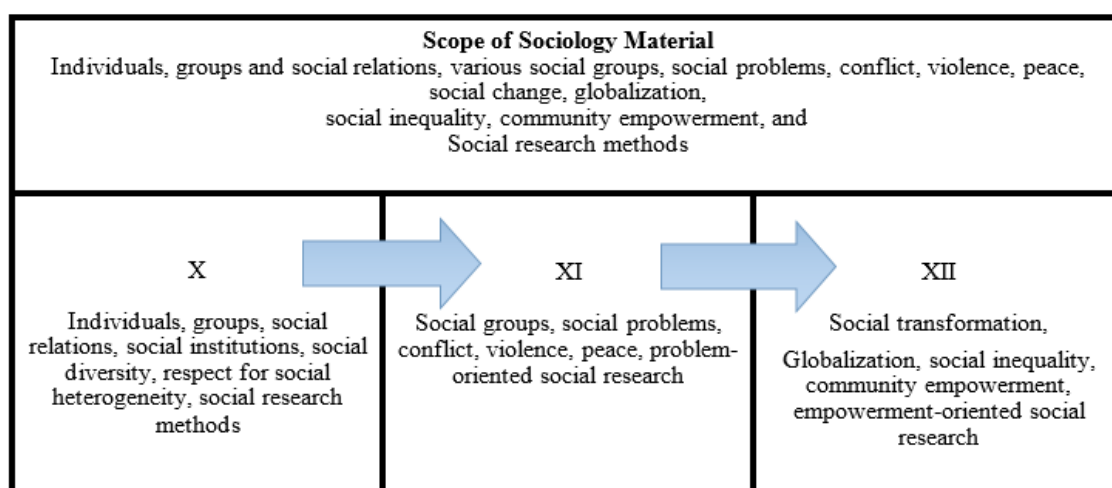 Scope of Sociology Material
Individuals, groups and social relations, various social groups, social problems, conflict, violence, peace,
social change, globalization,
social inequality, community empowerment, and
Social research methods
X
Individuals, groups, social
relations, social institutions, social
diversity, respect for social
heterogeneity, social research
methods
XI
Social groups, social problems,
conflict, violence, peace, problem-
oriented social research
XII
Social transformation,
Globalization, social inequality,
community empowerment,
empowerment-oriented social
research